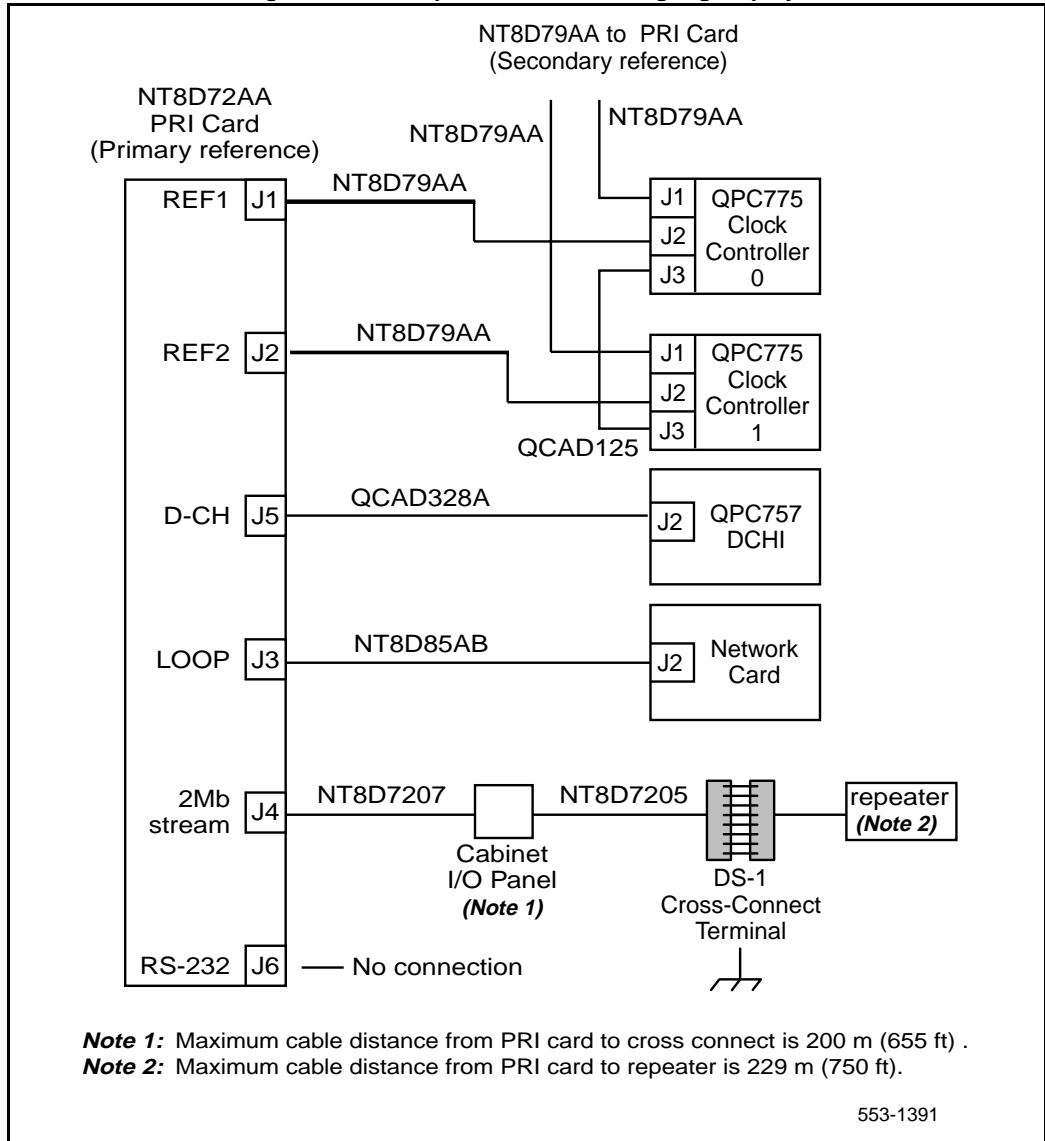 NT8D79AA to PRI Card
(Secondary reference)
NT8D72AA
PRI Card
(Primary reference)
NT8D79AA
NT8D79AA
REF1 J1
NT8D79AA
J1
J2
J3
QPC775
Clock
Controller
0
REF2 J2
NT8D79AA
J1
J2
J3
QPC775
Clock
Controller
1
QCAD125
D-CH J5
QCAD328A
J2
QPC757
DCHI
LOOP J3
NT8D85AB
J2
Network
Card
2Mb
stream
J4
NT8D7207
Cabinet
I/O Panel
(Note 1)
NT8D7205
DS-1
Cross-Connect
Terminal
repeater
(Note 2)
RS-232 J6
No connection
Note 1: Maximum cable distance from PRI card to cross connect is 200 m (655 ft) .
Note 2: Maximum cable distance from PRI card to repeater is 229 m (750 ft).
553-1391